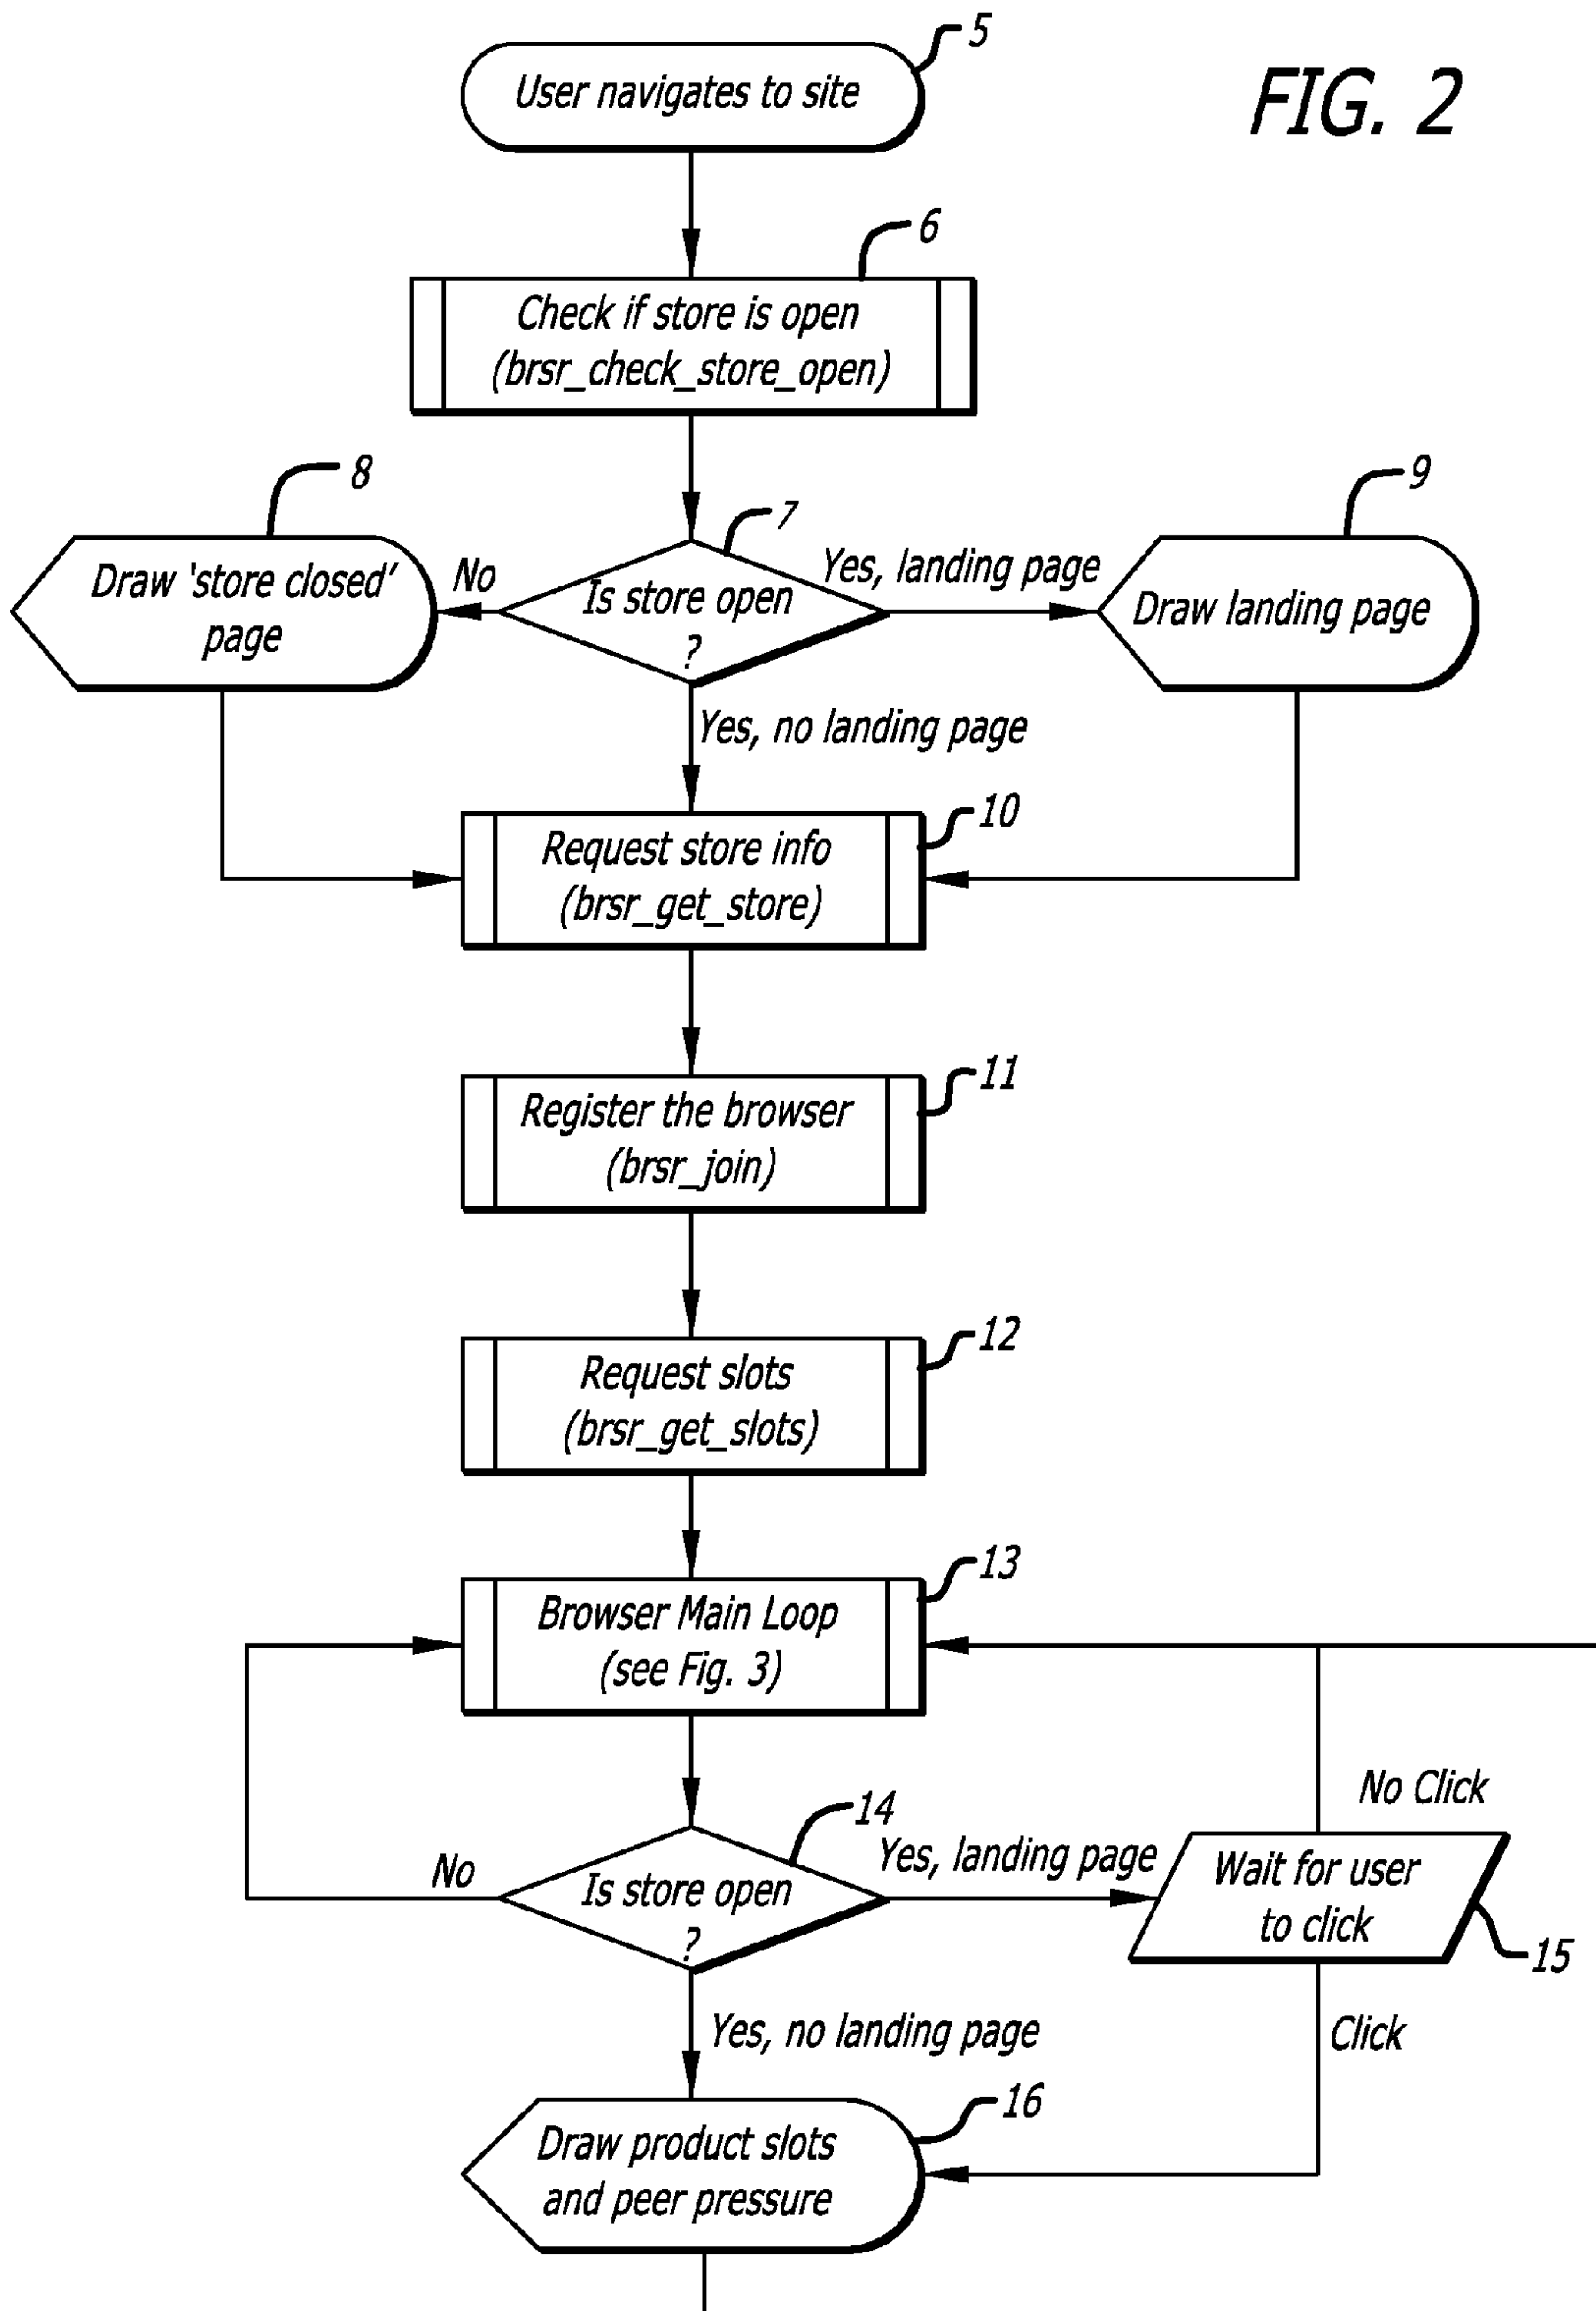 5
FIG. 2
User navigates to site
6
Check if store is open
(brsr_check_store_open)
8
7
9
Draw ‘store closed’
page
No
Is store open
?
Yes, landing page
Draw landing page
Yes, no landing page
10
Request store info
(brsr_get_store)
11
Register the browser
(brsr_join)
12
Request slots
(brsr_get_slots)
13
Browser Main Loop
(see Fig. 3)
No Click
14
No
Is store open
?
Yes, landing page
Wait for user
to click
15
Yes, no landing page
Click
16
Draw product slots
and peer pressure